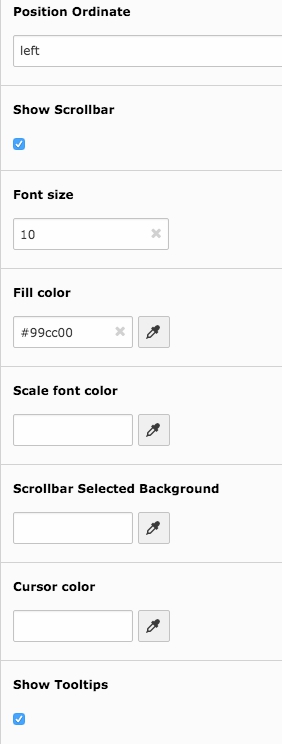 Position Ordinate
left
Show Scrollbar
Font size
10
Fill color
#99cc00
Scale font color
Scrollbar Selected Background
Cursor color
Show Tooltips